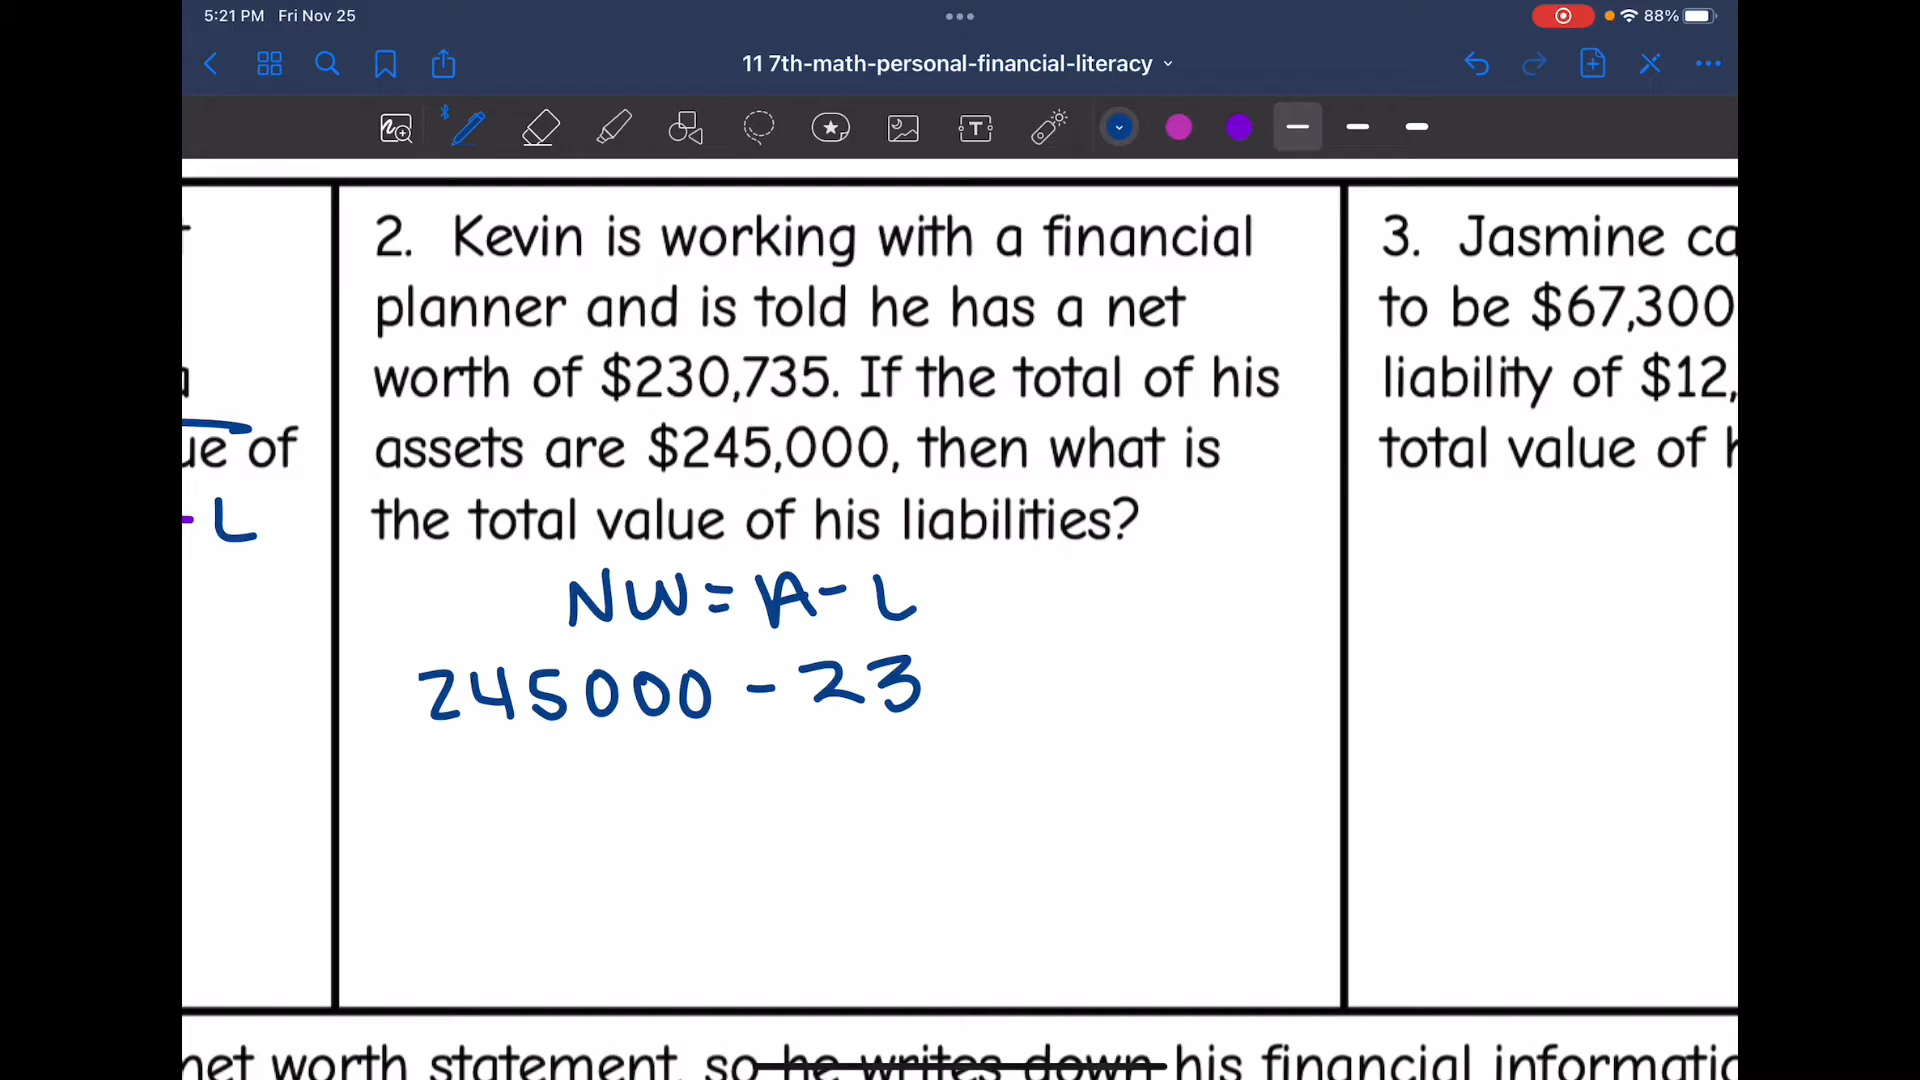 5:21 PM Fri Nov 25
88%
11 7th-math-personal-financial-literacy
ue of
- L
2. Kevin is working with a financial
planner and is told he has a net
worth of $230,735. If the total of his
assets are $245,000, then what is
the total value of his liabilities?
NW = A - L
245000 - 23
3. Jasmine ca
to be $67,300
liability of $12,
total value of h
net worth statement, so he writes down his financial informatio